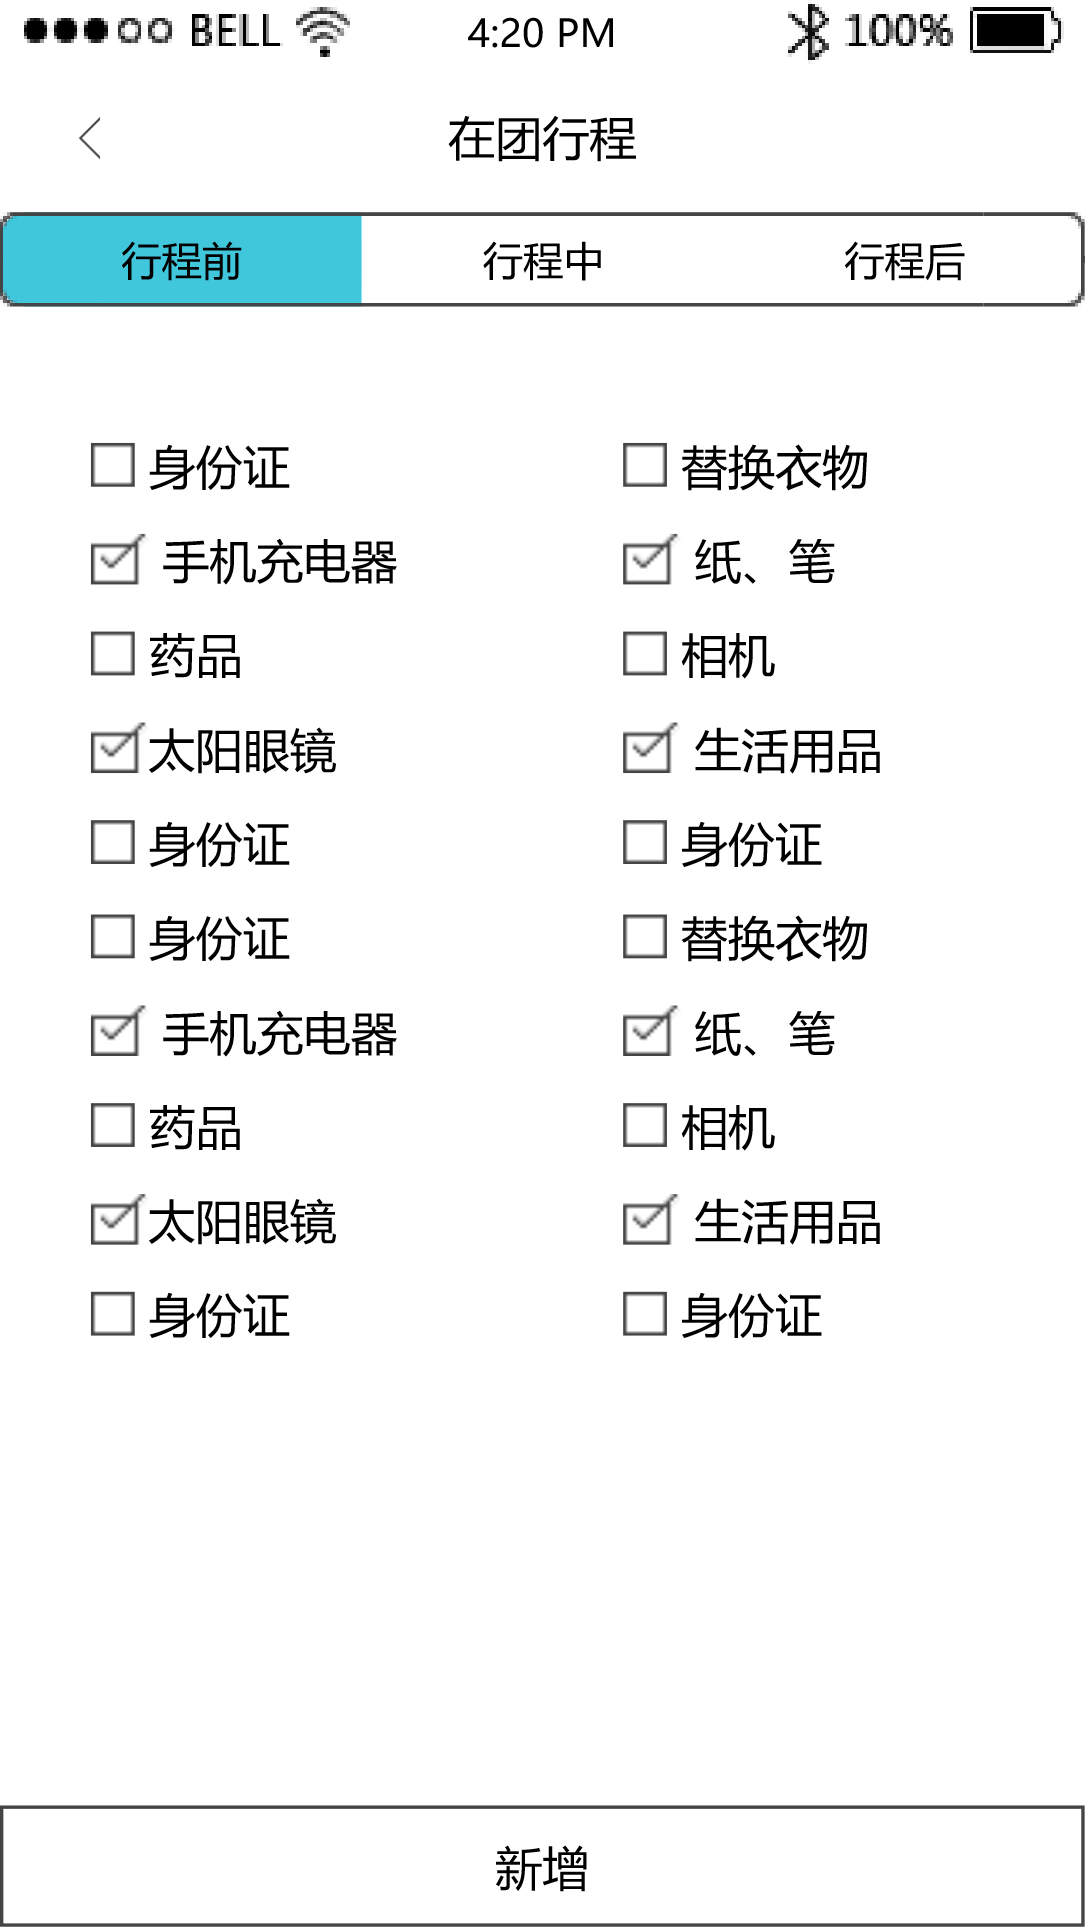 BELL 4:20 PM 100%
在团行程
行程前 行程中 行程后
身份证 替换衣物
手机充电器 纸、笔
药品 相机
太阳眼镜 生活用品
身份证 身份证
身份证 替换衣物
手机充电器 纸、笔
药品 相机
太阳眼镜 生活用品
身份证 身份证
新增